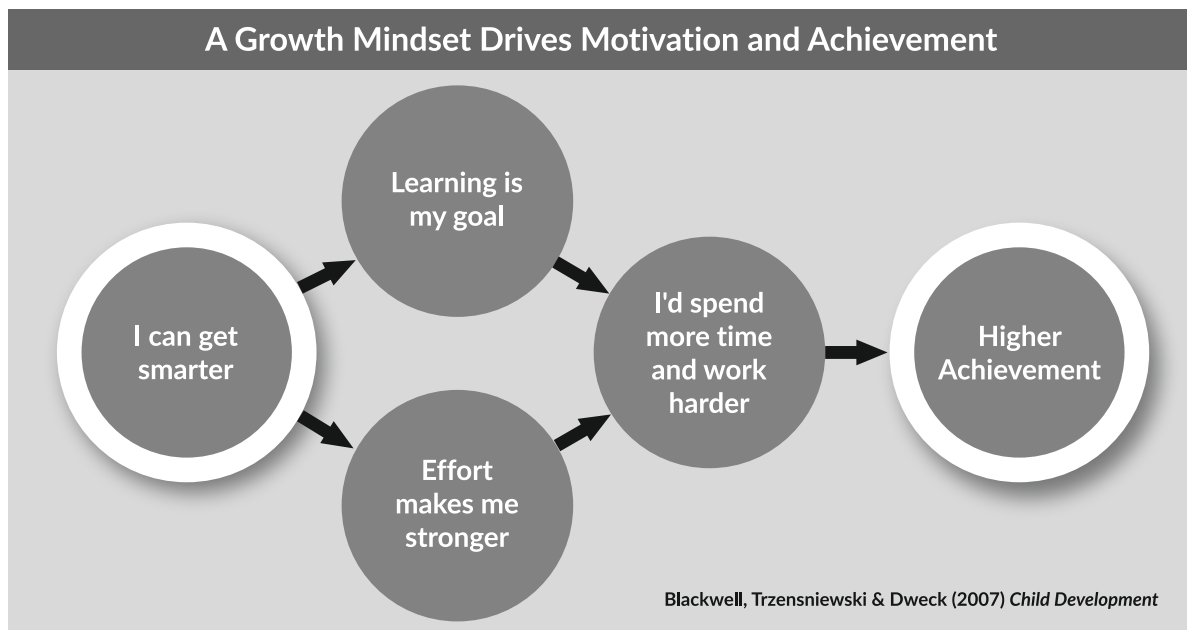 A Growth Mindset Drives Motivation and Achievement
I can get
smarter
Learning is
my goal
Effort
makes me
stronger
I'd spend
more time
and work
harder
Higher
Achievement
Blackwell, Trzensniewski & Dweck (2007) Child Development